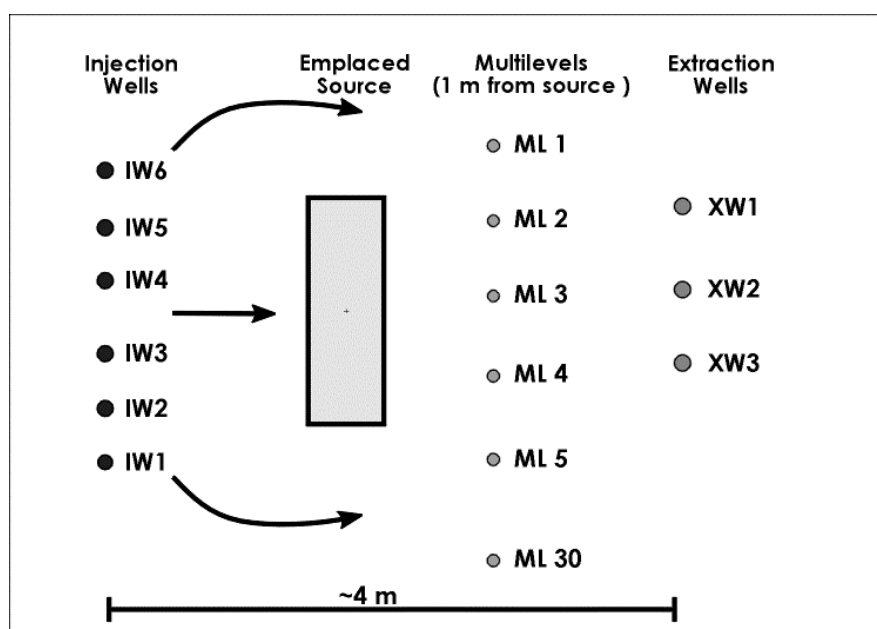 Injection
Wells
Emplaced
Source
Multilevels
(1 m from source )
Extraction
Wells
IW6
IW5
IW4
IW3
IW2
IW1
ML 1
ML 2
ML 3
ML 4
ML 5
ML 30
XW1
XW2
XW3
~4 m